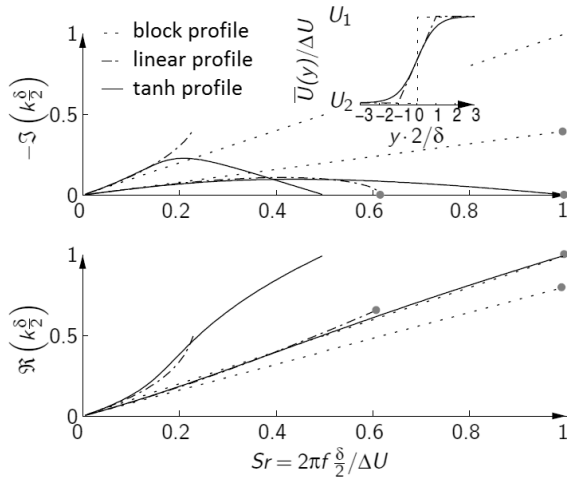 1
block profile
linear profile
tanh profile
U₁
U₂
U̅(y)/ΔU
−3 −2 −1 0 1 2 3
y·2/δ
−ℑ(k δ/2)
0.5
0
0 0.2 0.4 0.6 0.8 1
1
ℜ(k δ/2)
0.5
0
0 0.2 0.4 0.6 0.8 1
Sr = 2πf δ/2 /ΔU